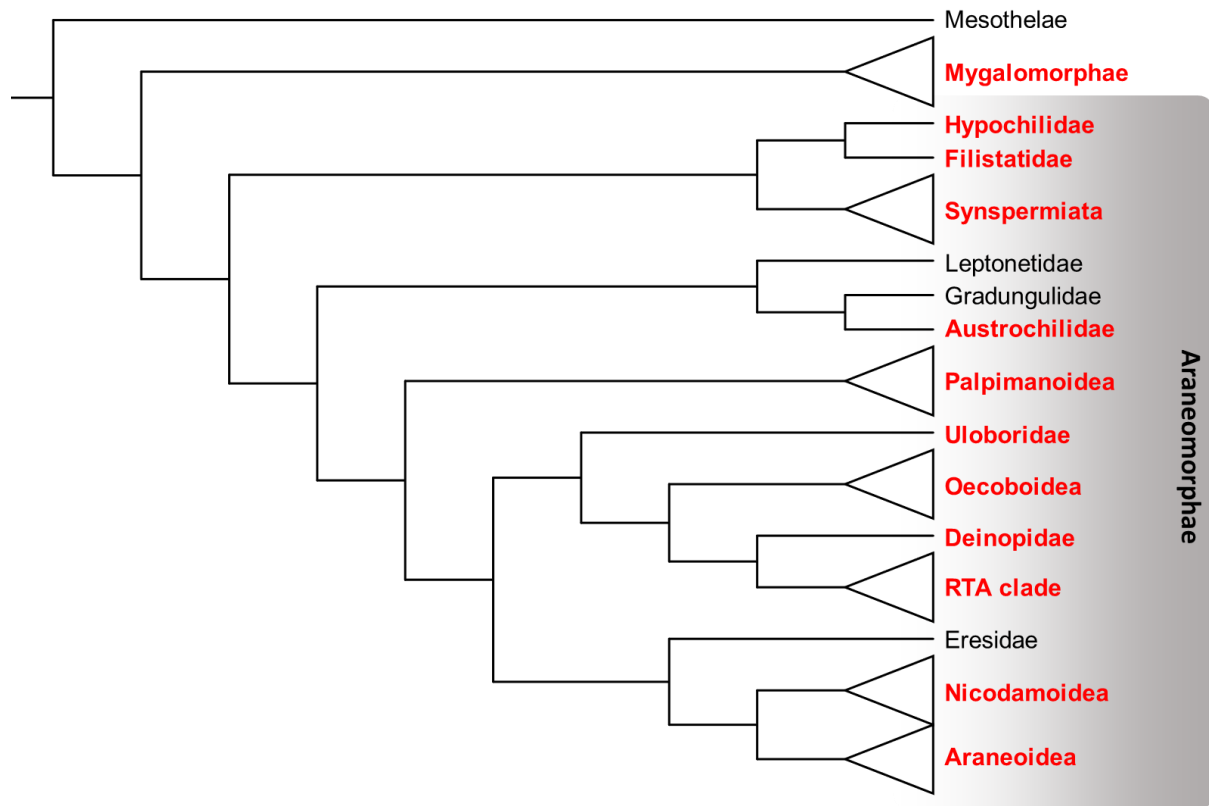 Mesothelae
Mygalomorphae
Hypochilidae
Filistatidae
Synspermiata
Leptonetidae
Gradungulidae
Austrochilidae
Palpimanoidea
Uloboridae
Oecoboidea
Deinopidae
RTA clade
Eresidae
Nicodamoidea
Araneoidea
Araneomorphae